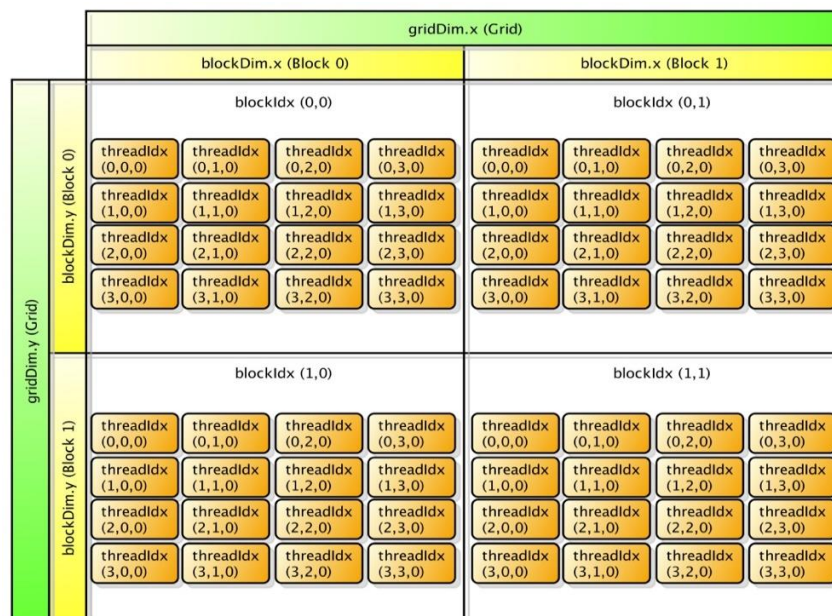 gridDim.x (Grid)
blockDim.x (Block 0)
blockDim.x (Block 1)
gridDim.y (Grid)
blockDim.y (Block 0)
blockIdx (0,0)
threadIdx threadIdx threadIdx threadIdx
(0,0,0) (0,1,0) (0,2,0) (0,3,0)
threadIdx threadIdx threadIdx threadIdx
(1,0,0) (1,1,0) (1,2,0) (1,3,0)
threadIdx threadIdx threadIdx threadIdx
(2,0,0) (2,1,0) (2,2,0) (2,3,0)
threadIdx threadIdx threadIdx threadIdx
(3,0,0) (3,1,0) (3,2,0) (3,3,0)
blockIdx (0,1)
threadIdx threadIdx threadIdx threadIdx
(0,0,0) (0,1,0) (0,2,0) (0,3,0)
threadIdx threadIdx threadIdx threadIdx
(1,0,0) (1,1,0) (1,2,0) (1,3,0)
threadIdx threadIdx threadIdx threadIdx
(2,0,0) (2,1,0) (2,2,0) (2,3,0)
threadIdx threadIdx threadIdx threadIdx
(3,0,0) (3,1,0) (3,2,0) (3,3,0)
blockDim.y (Block 1)
blockIdx (1,0)
threadIdx threadIdx threadIdx threadIdx
(0,0,0) (0,1,0) (0,2,0) (0,3,0)
threadIdx threadIdx threadIdx threadIdx
(1,0,0) (1,1,0) (1,2,0) (1,3,0)
threadIdx threadIdx threadIdx threadIdx
(2,0,0) (2,1,0) (2,2,0) (2,3,0)
threadIdx threadIdx threadIdx threadIdx
(3,0,0) (3,1,0) (3,2,0) (3,3,0)
blockIdx (1,1)
threadIdx threadIdx threadIdx threadIdx
(0,0,0) (0,1,0) (0,2,0) (0,3,0)
threadIdx threadIdx threadIdx threadIdx
(1,0,0) (1,1,0) (1,2,0) (1,3,0)
threadIdx threadIdx threadIdx threadIdx
(2,0,0) (2,1,0) (2,2,0) (2,3,0)
threadIdx threadIdx threadIdx threadIdx
(3,0,0) (3,1,0) (3,2,0) (3,3,0)